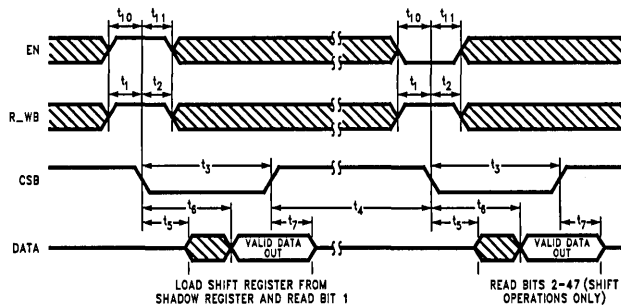 t10 t11 t10 t11
EN
t1 t2 t1 t2
R_WB
t3 t3
CSB
t6 t4 t6
t5 t7 t5 t7
DATA VALID DATA OUT VALID DATA OUT
LOAD SHIFT REGISTER FROM
SHADOW REGISTER AND READ BIT 1
READ BITS 2-47 (SHIFT
OPERATIONS ONLY)